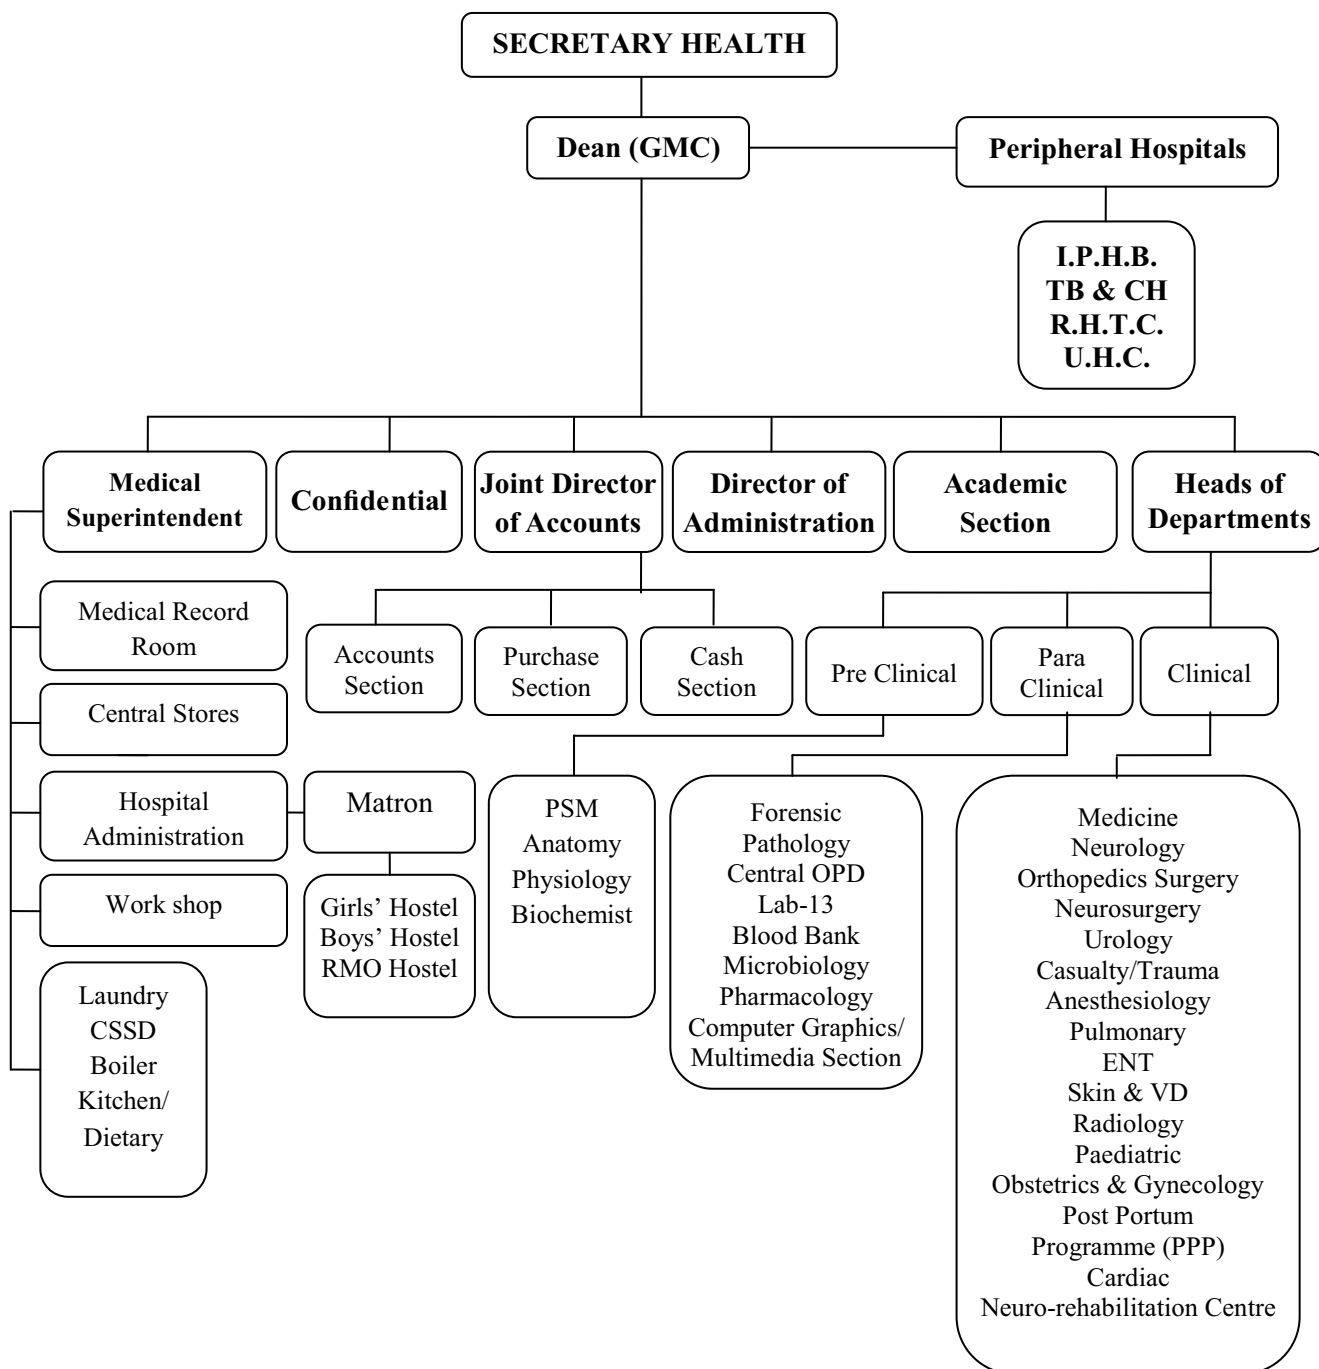 SECRETARY HEALTH
Dean (GMC)
Peripheral Hospitals
I.P.H.B.
TB & CH
R.H.T.C.
U.H.C.
Medical
Superintendent
Confidential
Joint Director
of Accounts
Director of
Administration
Academic
Section
Heads of
Departments
Medical Record
Room
Central Stores
Hospital
Administration
Work shop
Laundry
CSSD
Boiler
Kitchen/
Dietary
Matron
Girls’ Hostel
Boys’ Hostel
RMO Hostel
Accounts
Section
Purchase
Section
Cash
Section
Pre Clinical
Para
Clinical
Clinical
PSM
Anatomy
Physiology
Biochemist
Forensic
Pathology
Central OPD
Lab-13
Blood Bank
Microbiology
Pharmacology
Computer Graphics/
Multimedia Section
Medicine
Neurology
Orthopedics Surgery
Neurosurgery
Urology
Casualty/Trauma
Anesthesiology
Pulmonary
ENT
Skin & VD
Radiology
Paediatric
Obstetrics & Gynecology
Post Portum
Programme (PPP)
Cardiac
Neuro-rehabilitation Centre